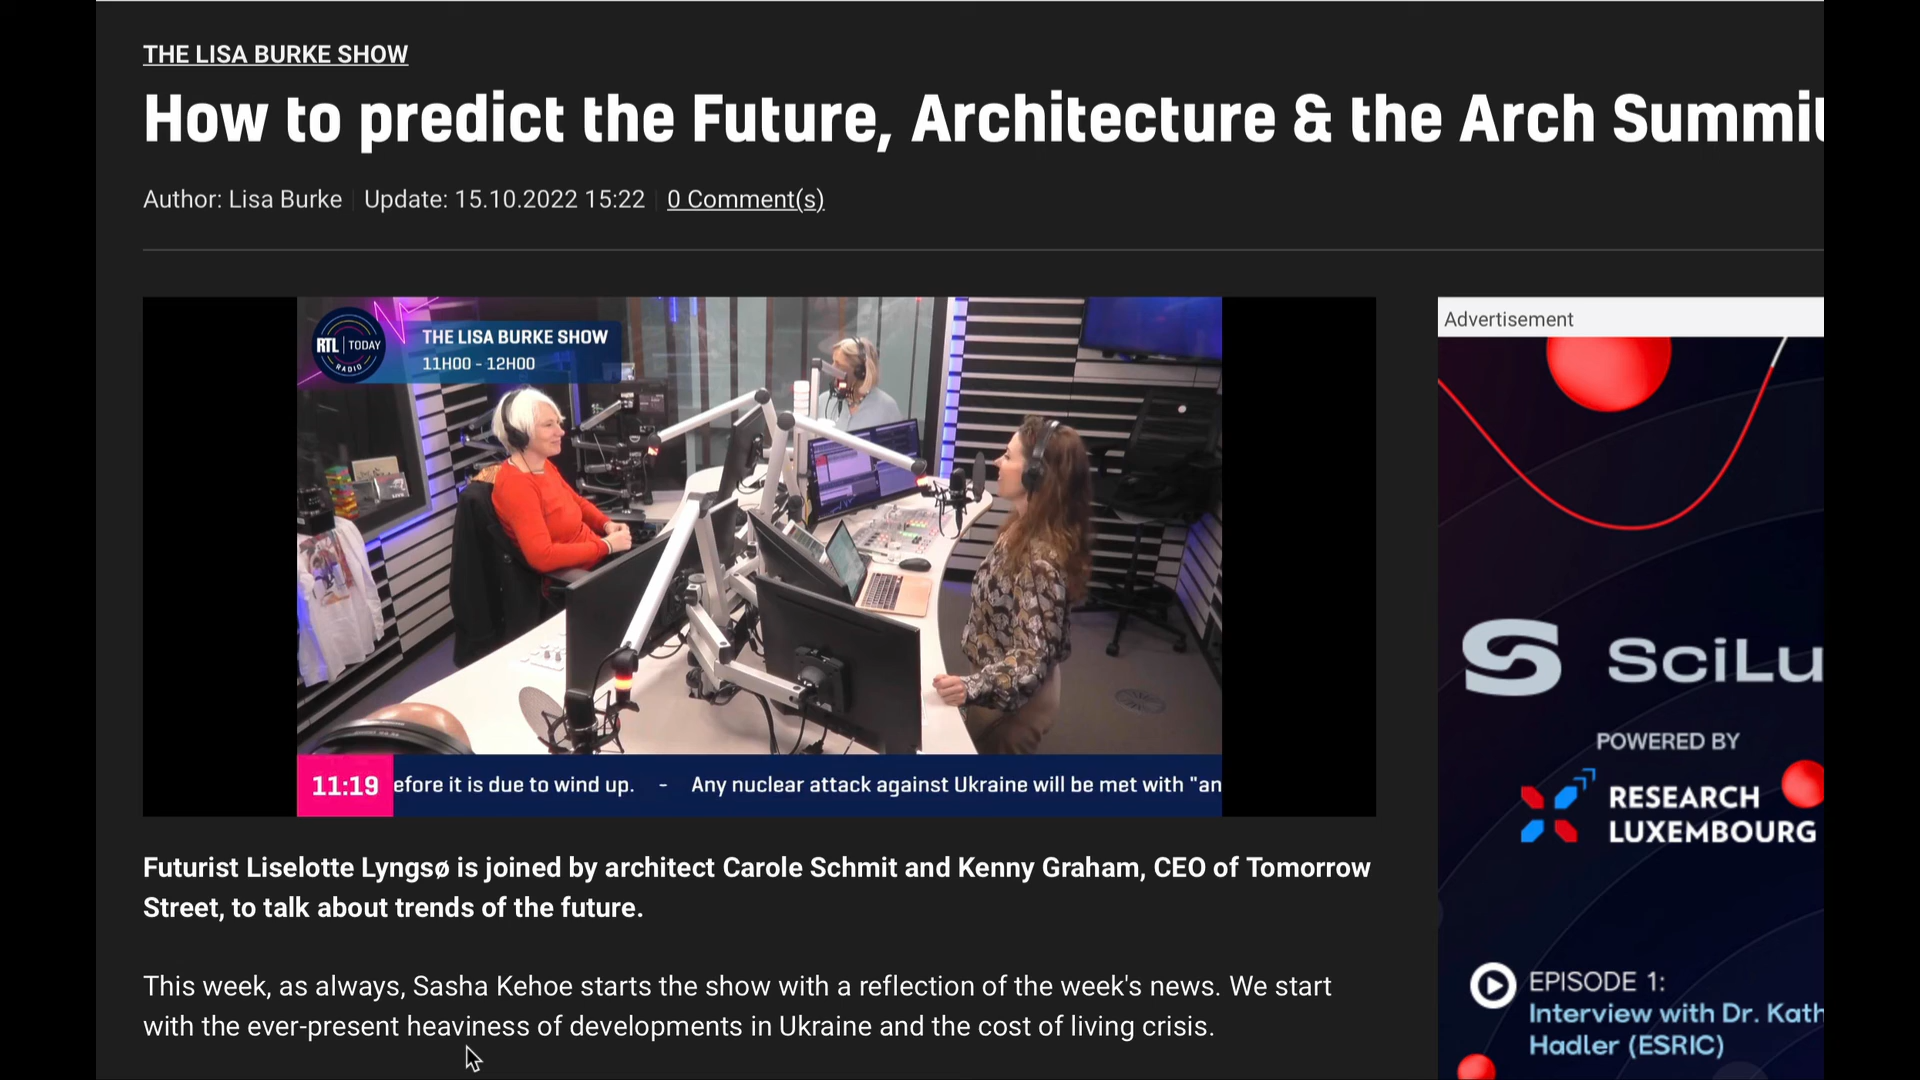 THE LISA BURKE SHOW
How to predict the Future, Architecture & the Arch Summit
Author: Lisa Burke Update: 15.10.2022 15:22 0 Comment(s)
Advertisement
RTL TODAY
RADIO
THE LISA BURKE SHOW
11H00 - 12H00
11:19 efore it is due to wind up. - Any nuclear attack against Ukraine will be met with "an
SciLu
POWERED BY
RESEARCH
LUXEMBOURG
Futurist Liselotte Lyngsø is joined by architect Carole Schmit and Kenny Graham, CEO of Tomorrow
Street, to talk about trends of the future.
This week, as always, Sasha Kehoe starts the show with a reflection of the week's news. We start
with the ever-present heaviness of developments in Ukraine and the cost of living crisis.
EPISODE 1:
Interview with Dr. Kath
Hadler (ESRIC)